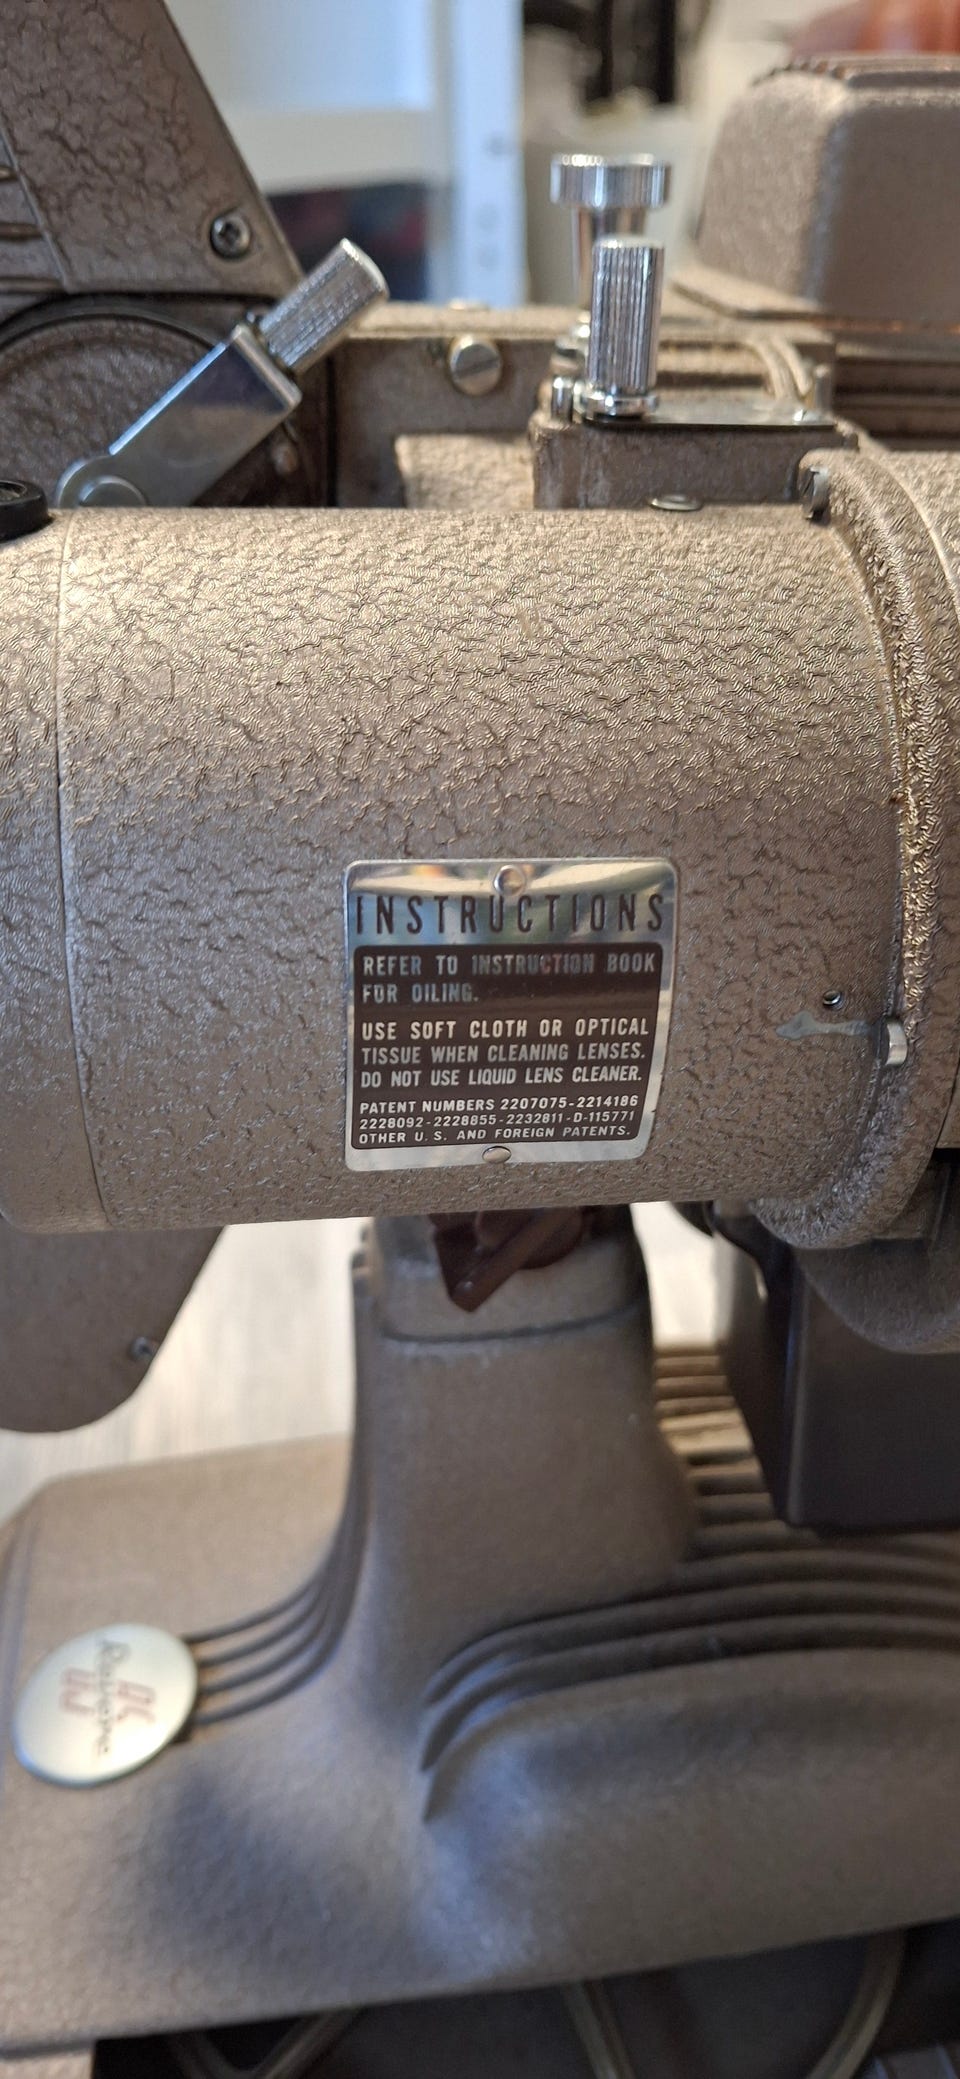 INSTRUCTIONS
REFER TO INSTRUCTION BOOK
FOR OILING.
USE SOFT CLOTH OR OPTICAL
TISSUE WHEN CLEANING LENSES.
DO NOT USE LIQUID LENS CLEANER.
PATENT NUMBERS 2207075-2214186
2228092-2228855-2232811-D-115771
OTHER U.S. AND FOREIGN PATENTS.
Revere